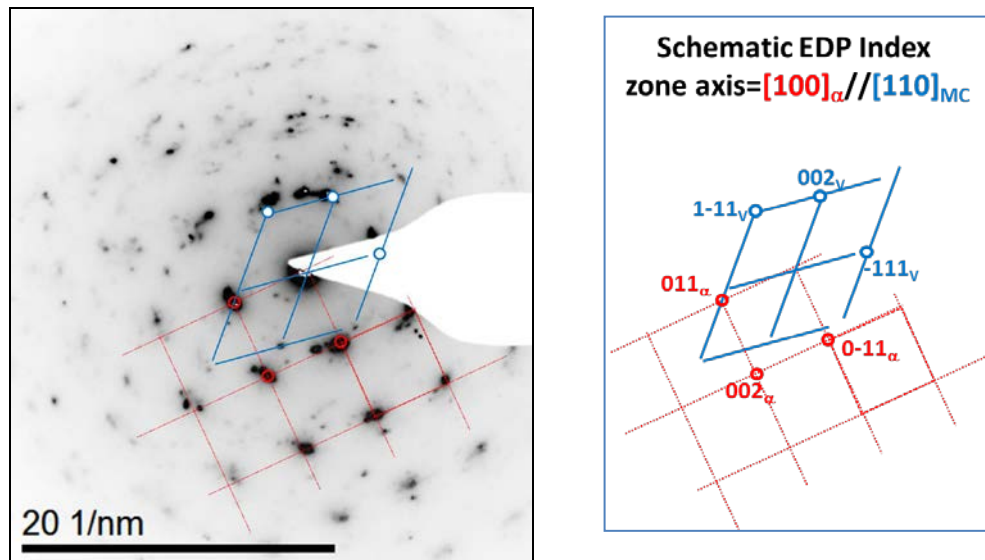 20 1/nm
Schematic EDP Index
zone axis=[100]α//[110]MC
002V
1-11V
-111V
011α
0-11α
002α